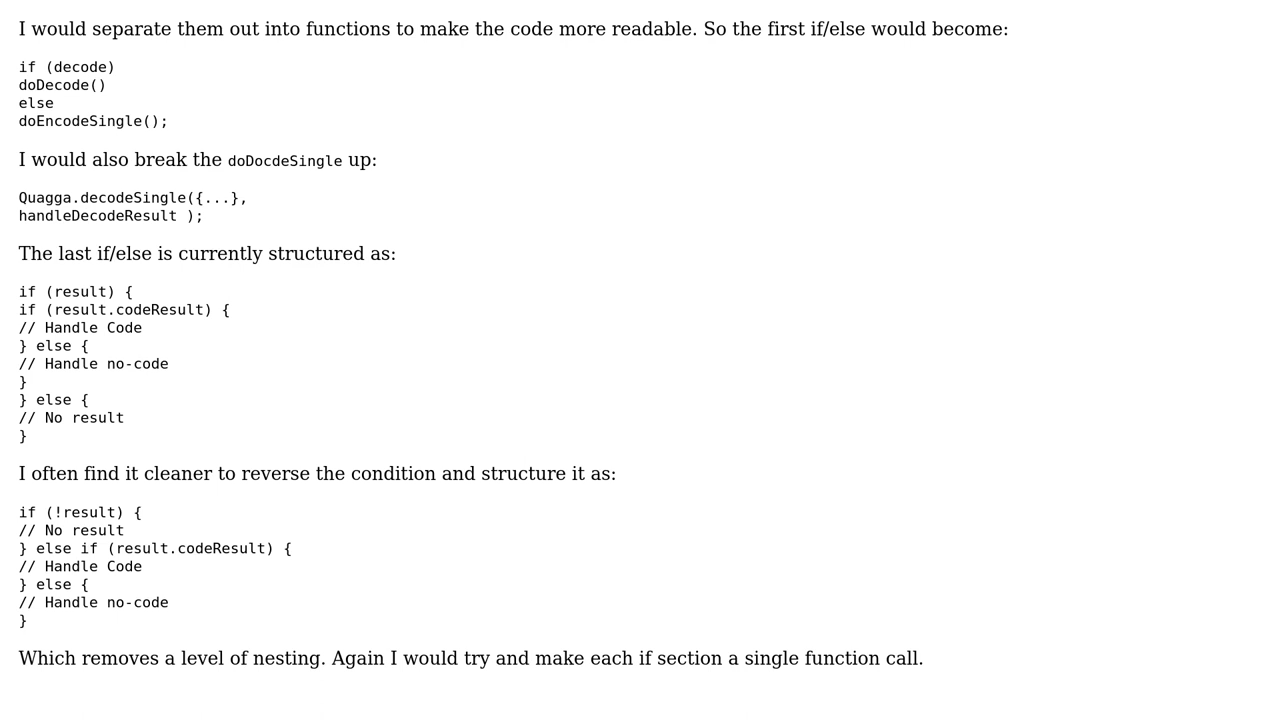 I would separate them out into functions to make the code more readable. So the first if/else would become:
if (decode)
doDecode()
else
doEncodeSingle();
I would also break the doDocdeSingle up:
Quagga.decodeSingle({...},
handleDecodeResult );
The last if/else is currently structured as:
if (result) {
if (result.codeResult) {
// Handle Code
} else {
// Handle no-code
}
} else {
// No result
}
I often find it cleaner to reverse the condition and structure it as:
if (!result) {
// No result
} else if (result.codeResult) {
// Handle Code
} else {
// Handle no-code
}
Which removes a level of nesting. Again I would try and make each if section a single function call.